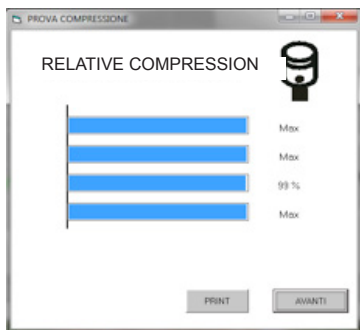 PROVA COMPRESSIONE
RELATIVE COMPRESSION
Max
Max
99 %
Max
PRINT
AVANTI